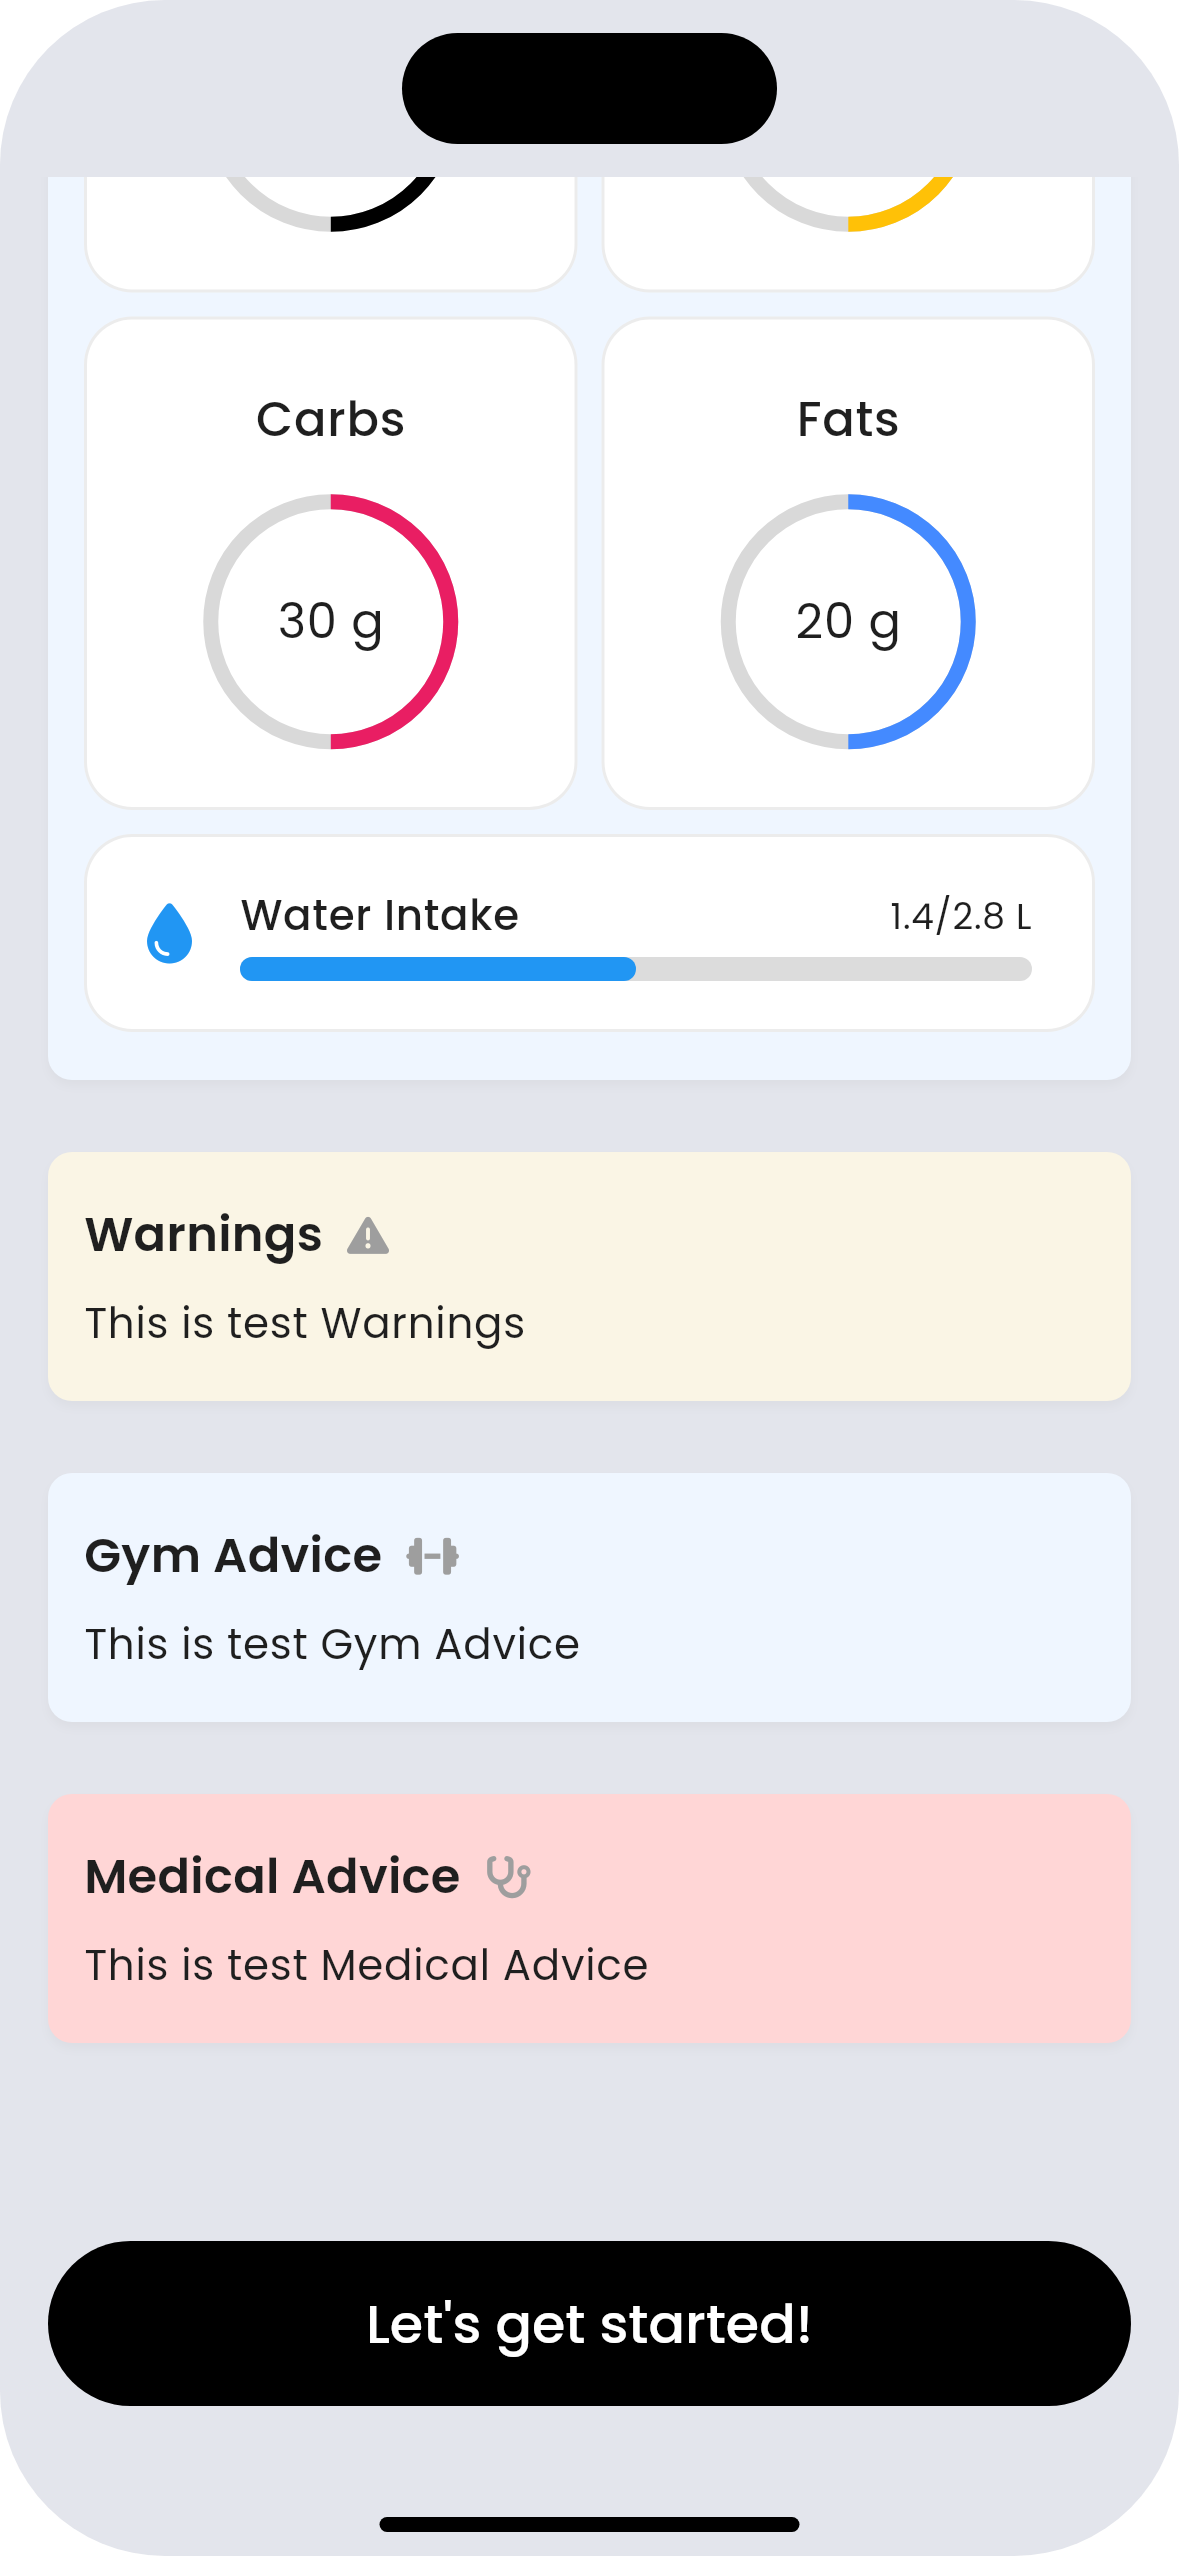 Carbs
Fats
30 g
20 g
Water Intake
1.4/2.8 L
Warnings
This is test Warnings
Gym Advice
This is test Gym Advice
Medical Advice
This is test Medical Advice
Let's get started!